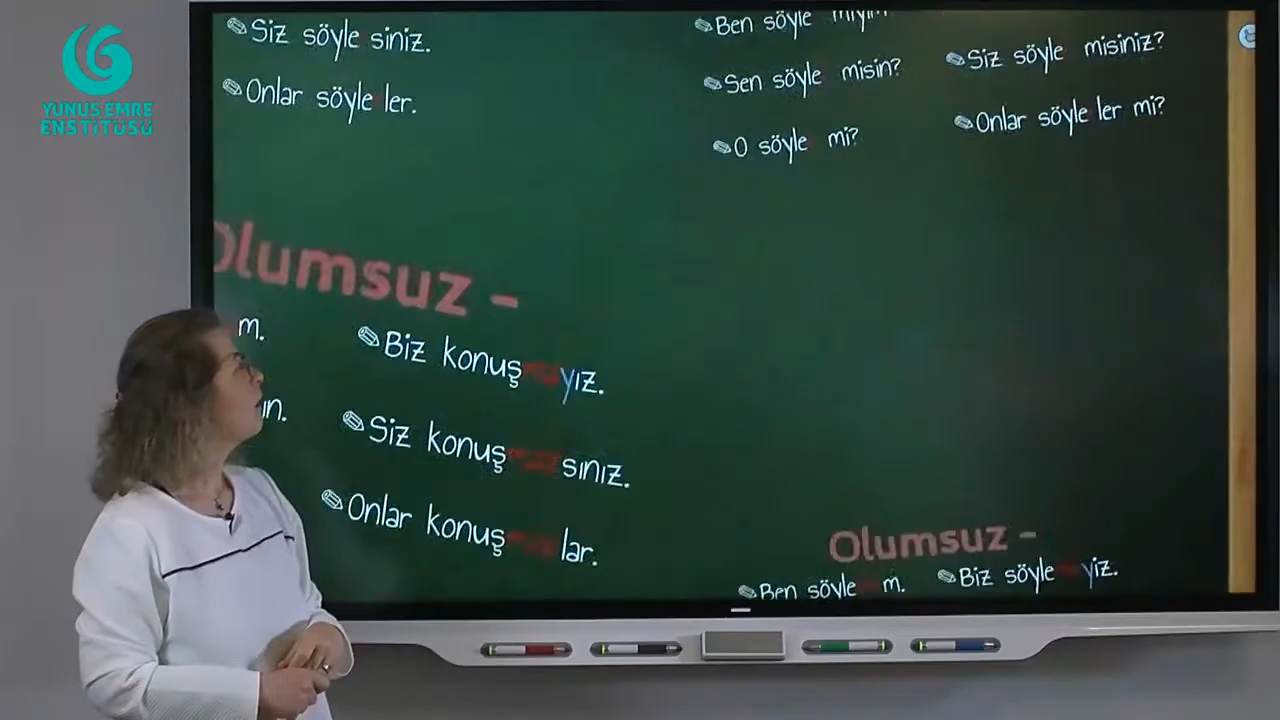 YUNUS EMRE
ENSTİTÜSÜ
Siz söyle siniz.
Onlar söyle ler.
Ben söyle miyim
Sen söyle misin?
O söyle mi?
Siz söyle misiniz?
Onlar söyle ler mi?
Olumsuz -
m.
ın.
Biz konuş yız.
Siz konuş sınız.
Onlar konuş lar.
Olumsuz -
Ben söyle m.
Biz söyle yiz.